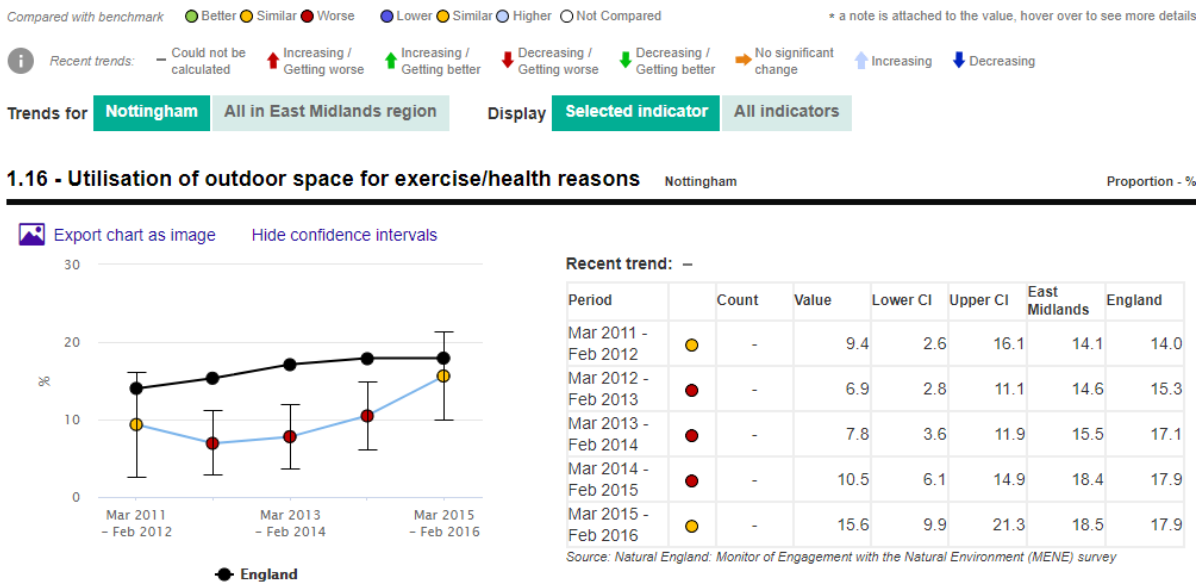 Compared with benchmark Better Similar Worse Lower Similar Higher Not Compared * a note is attached to the value, hover over to see more details
i Recent trends: – Could not be calculated Increasing / Getting worse Increasing / Getting better Decreasing / Getting worse Decreasing / Getting better No significant change Increasing Decreasing
Trends for Nottingham All in East Midlands region Display Selected indicator All indicators
1.16 - Utilisation of outdoor space for exercise/health reasons Nottingham Proportion - %
Export chart as image Hide confidence intervals
30
20
10
0
%
Mar 2011 – Feb 2012
Mar 2013 – Feb 2014
Mar 2015 – Feb 2016
England
Recent trend: –
Period Count Value Lower CI Upper CI East Midlands England
Mar 2011 - Feb 2012 - 9.4 2.6 16.1 14.1 14.0
Mar 2012 - Feb 2013 - 6.9 2.8 11.1 14.6 15.3
Mar 2013 - Feb 2014 - 7.8 3.6 11.9 15.5 17.1
Mar 2014 - Feb 2015 - 10.5 6.1 14.9 18.4 17.9
Mar 2015 - Feb 2016 - 15.6 9.9 21.3 18.5 17.9
Source: Natural England: Monitor of Engagement with the Natural Environment (MENE) survey